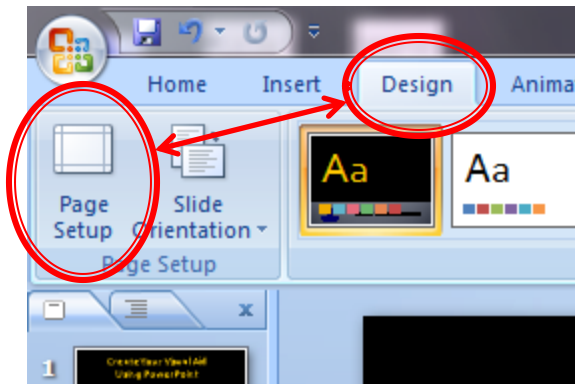 Home Insert Design Anima
Aa Aa
Page Setup
Slide Orientation
Page Setup
1
Create Your Visual Aid
Using PowerPoint